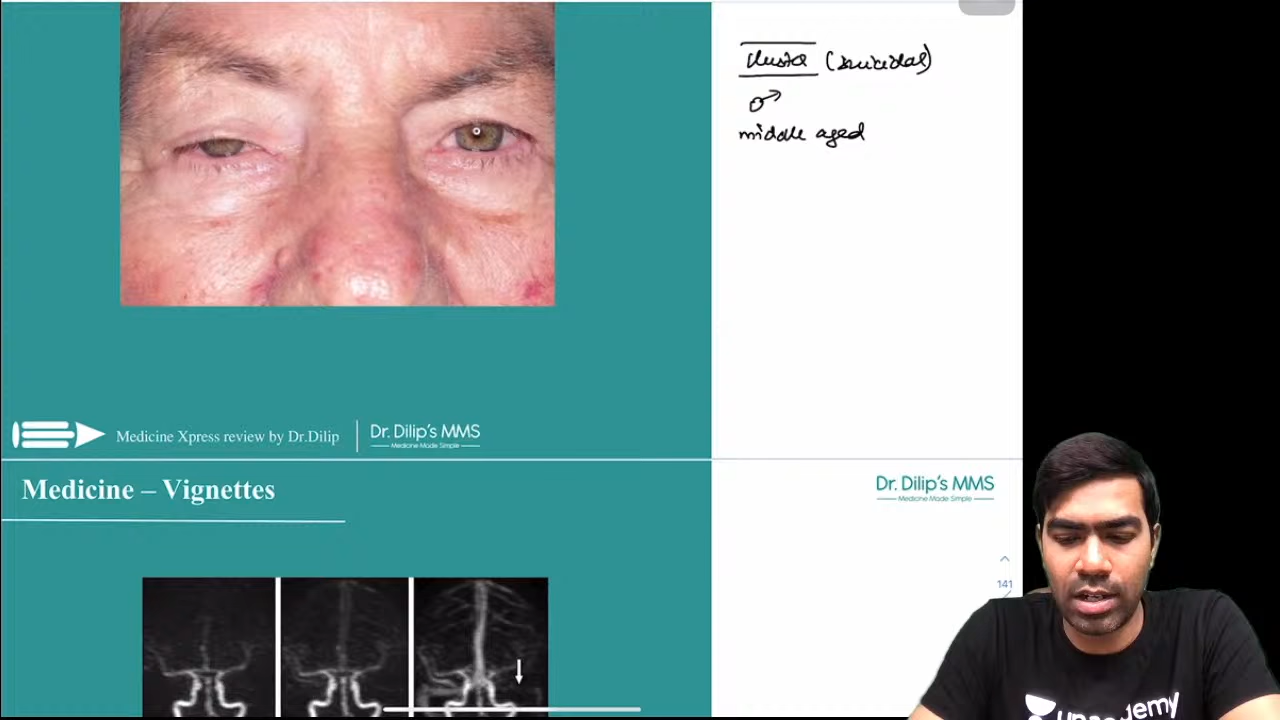 (suicidal)
middle aged
Medicine Xpress review by Dr.Dilip
Dr. Dilip's MMS
Medicine Made Simple
Medicine – Vignettes
Dr. Dilip's MMS
Medicine Made Simple
141
unacademy